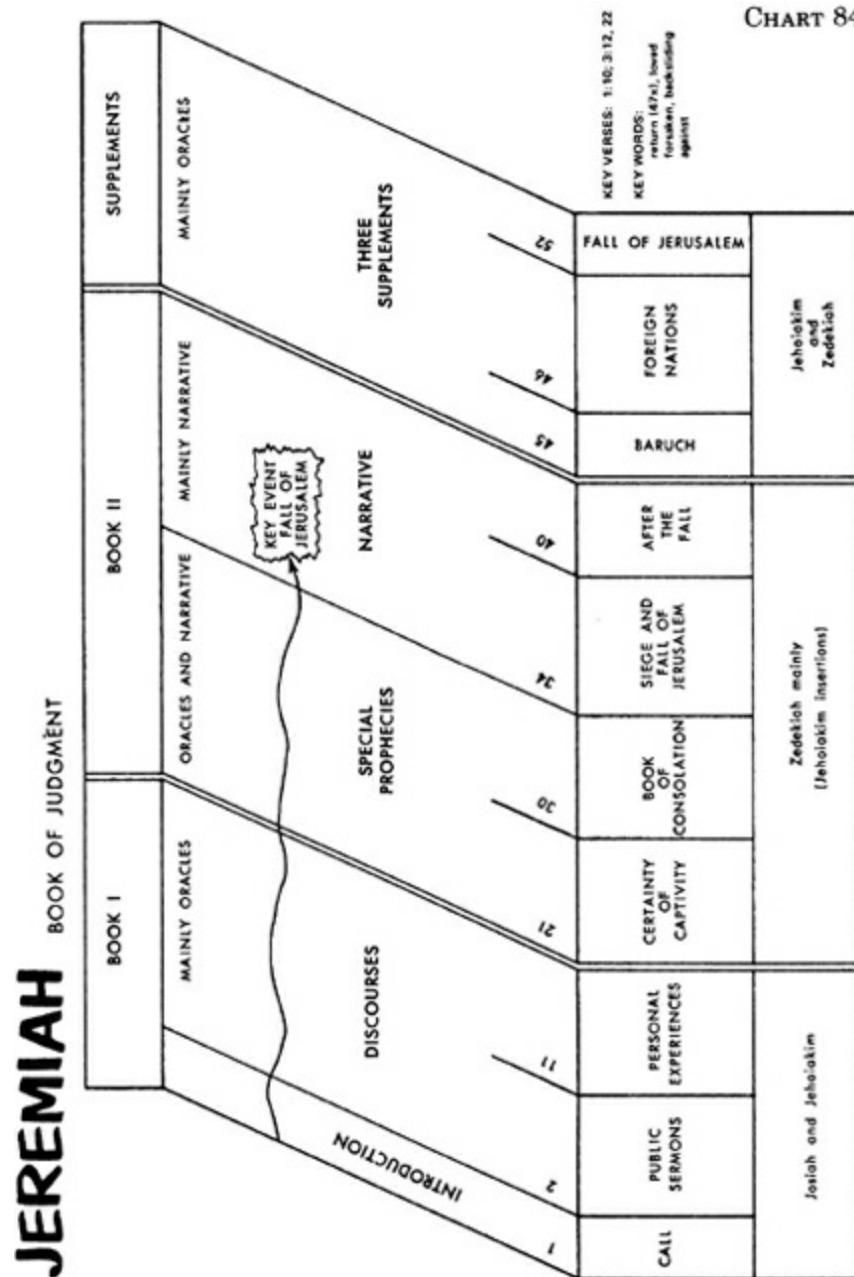 CHART 84
JEREMIAH
BOOK OF JUDGMENT
BOOK I
BOOK II
SUPPLEMENTS
MAINLY ORACLES
ORACLES AND NARRATIVE
MAINLY NARRATIVE
MAINLY ORACLES
KEY EVENT
FALL OF
JERUSALEM
INTRODUCTION
DISCOURSES
SPECIAL
PROPHECIES
NARRATIVE
THREE
SUPPLEMENTS
1
2
11
21
30
34
40
45
46
52
CALL
PUBLIC
SERMONS
PERSONAL
EXPERIENCES
CERTAINTY
OF
CAPTIVITY
BOOK
OF
CONSOLATION
SIEGE AND
FALL OF
JERUSALEM
AFTER
THE
FALL
BARUCH
FOREIGN
NATIONS
FALL OF JERUSALEM
Josiah and Jehoiakim
Zedekiah mainly
(Jehoiakim insertions)
Jehoiakim
and
Zedekiah
KEY VERSES: 1:10; 3:12, 22
KEY WORDS:
return (47x), loved
forsaken, backsliding
against